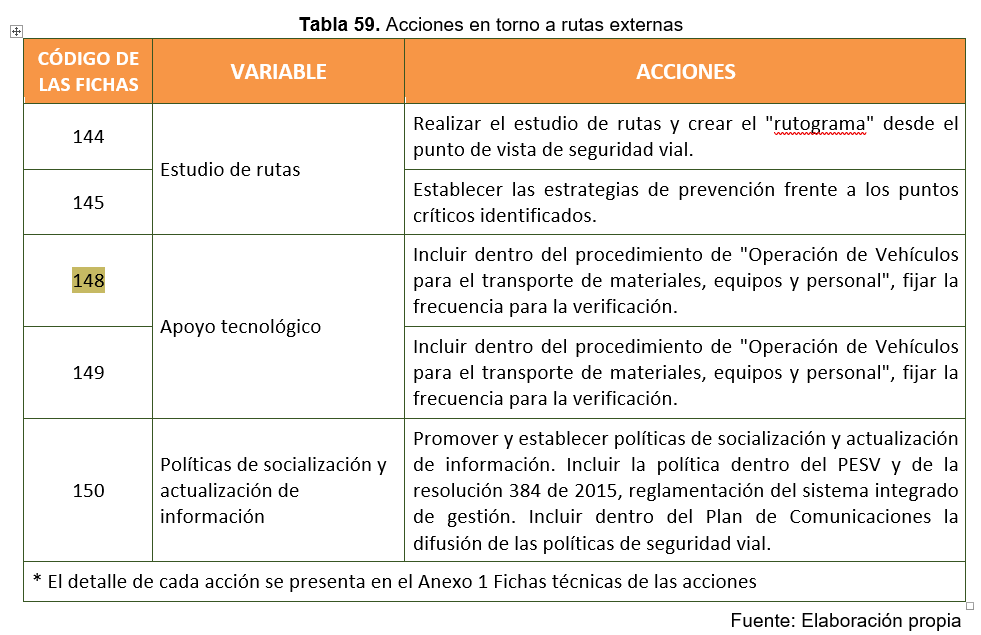 Tabla 59. Acciones en torno a rutas externas
CÓDIGO DE
LAS FICHAS
VARIABLE
ACCIONES
144
Estudio de rutas
Realizar el estudio de rutas y crear el "rutograma" desde el
punto de vista de seguridad vial.
145
Establecer las estrategias de prevención frente a los puntos
críticos identificados.
148
Apoyo tecnológico
Incluir dentro del procedimiento de "Operación de Vehículos
para el transporte de materiales, equipos y personal", fijar la
frecuencia para la verificación.
149
Incluir dentro del procedimiento de "Operación de Vehículos
para el transporte de materiales, equipos y personal", fijar la
frecuencia para la verificación.
150
Políticas de socialización y
actualización de
información
Promover y establecer políticas de socialización y actualización
de información. Incluir la política dentro del PESV y de la
resolución 384 de 2015, reglamentación del sistema integrado
de gestión. Incluir dentro del Plan de Comunicaciones la
difusión de las políticas de seguridad vial.
* El detalle de cada acción se presenta en el Anexo 1 Fichas técnicas de las acciones
Fuente: Elaboración propia